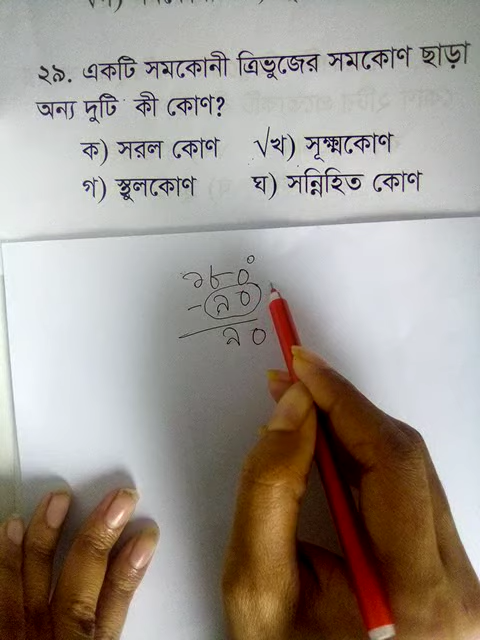 ২৯. একটি সমকোনী ত্রিভুজের সমকোণ ছাড়া
অন্য দুটি কী কোণ?
ক) সরল কোণ √খ) সূক্ষ্মকোণ
গ) স্থুলকোণ ঘ) সন্নিহিত কোণ
১৮০°
- ৯০
৯০